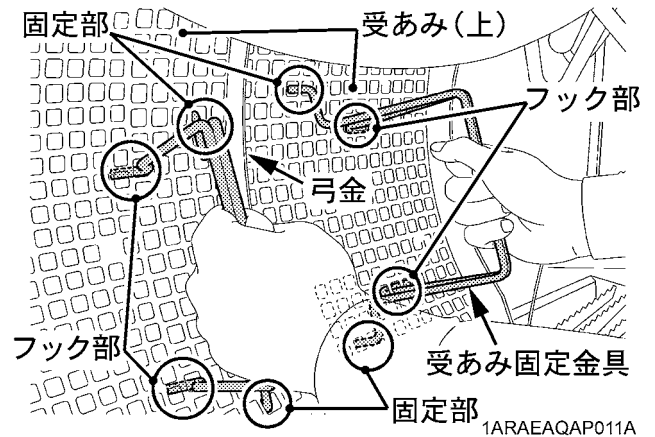 固定部
受あみ(上)
フック部
弓金
フック部
受あみ固定金具
固定部
1ARAEAQAP011A